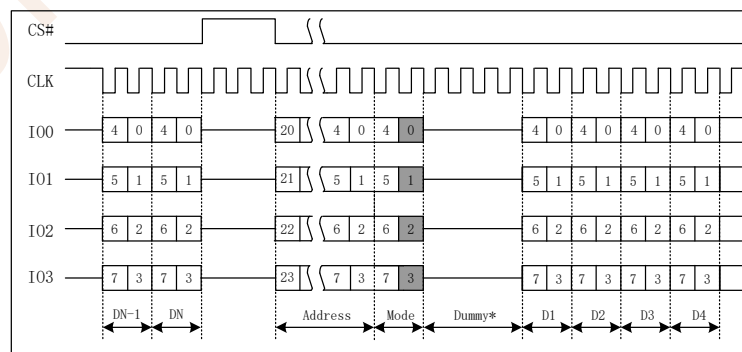 CS#
CLK
IO0 4 0 4 0 20 4 0 4 0 4 0 4 0 4 0 4 0
IO1 5 1 5 1 21 5 1 5 1 5 1 5 1 5 1 5 1
IO2 6 2 6 2 22 6 2 6 2 6 2 6 2 6 2 6 2
IO3 7 3 7 3 23 7 3 7 3 7 3 7 3 7 3 7 3
DN-1 DN Address Mode Dummy* D1 D2 D3 D4